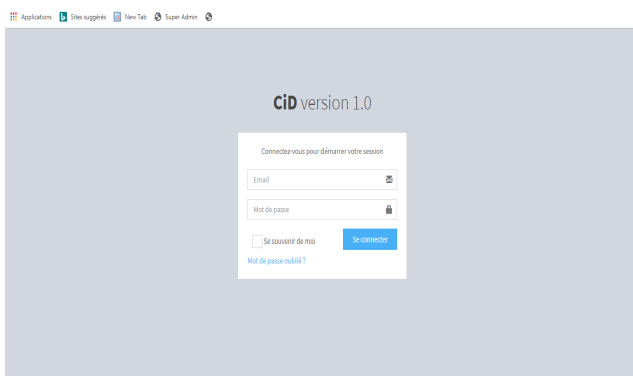 Applications Sites suggérés New Tab Super Admin
CiD version 1.0
Connectez-vous pour démarrer votre session
Email
Mot de passe
Se souvenir de moi Se connecter
Mot de passe oublié ?